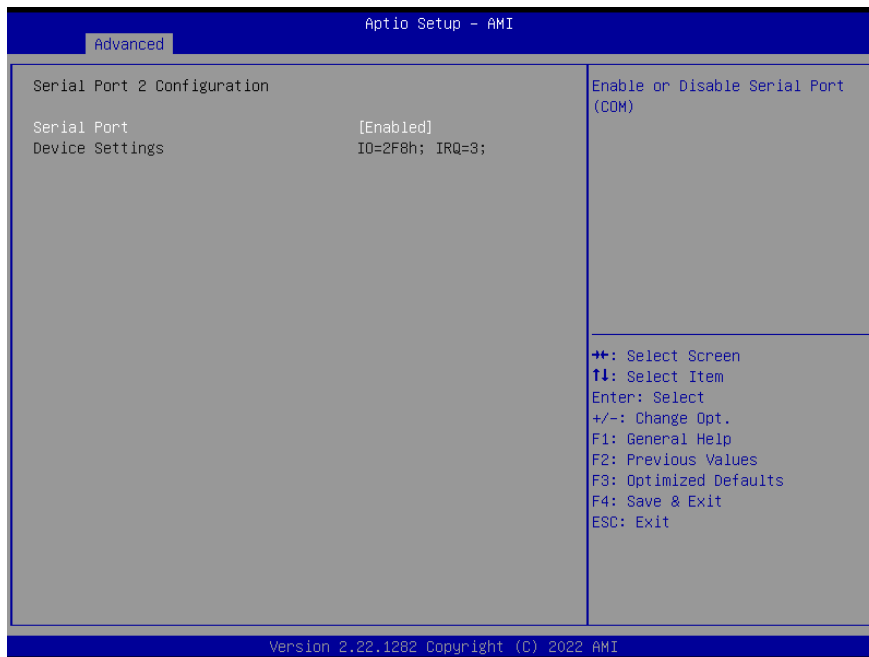 Aptio Setup – AMI
Advanced
Serial Port 2 Configuration
Serial Port [Enabled]
Device Settings IO=2F8h; IRQ=3;
Enable or Disable Serial Port
(COM)
→←: Select Screen
↑↓: Select Item
Enter: Select
+/-: Change Opt.
F1: General Help
F2: Previous Values
F3: Optimized Defaults
F4: Save & Exit
ESC: Exit
Version 2.22.1282 Copyright (C) 2022 AMI